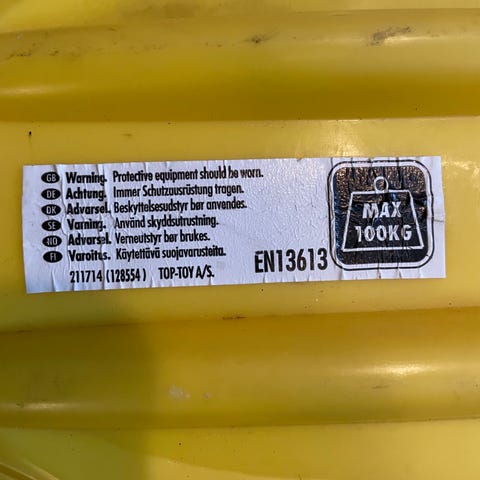 GB Warning. Protective equipment should be worn.
DE Achtung. Immer Schutzuusrüstung tragen.
DK Advarsel. Beskyttelsesudstyr bør anvendes.
SE Varning. Använd skyddsutrustning.
NO Advarsel. Verneutstyr bør brukes.
FI Varoitus. Käytettävä suojavarusteita.
211714 (128554) TOP-TOY A/S.
EN13613
MAX
100KG